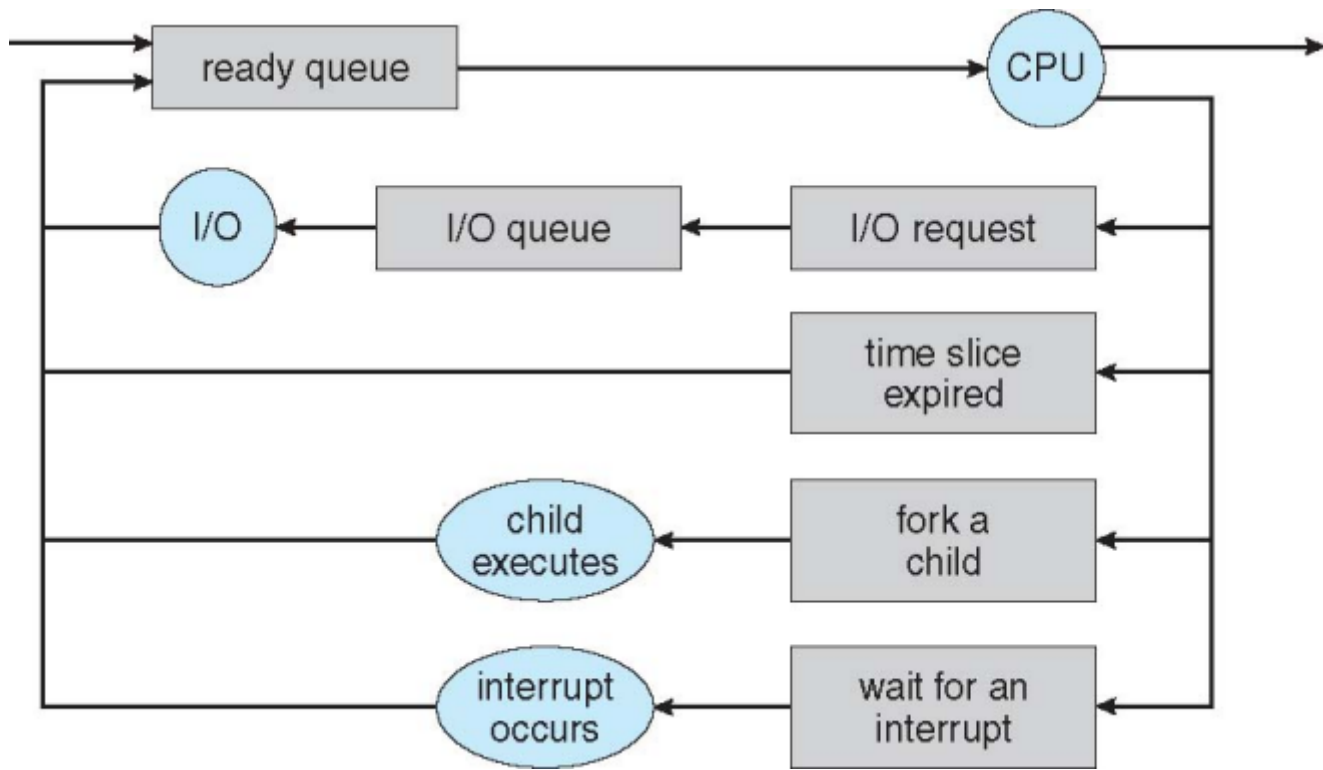 ready queue
CPU
I/O
I/O queue
I/O request
time slice
expired
child
executes
fork a
child
interrupt
occurs
wait for an
interrupt